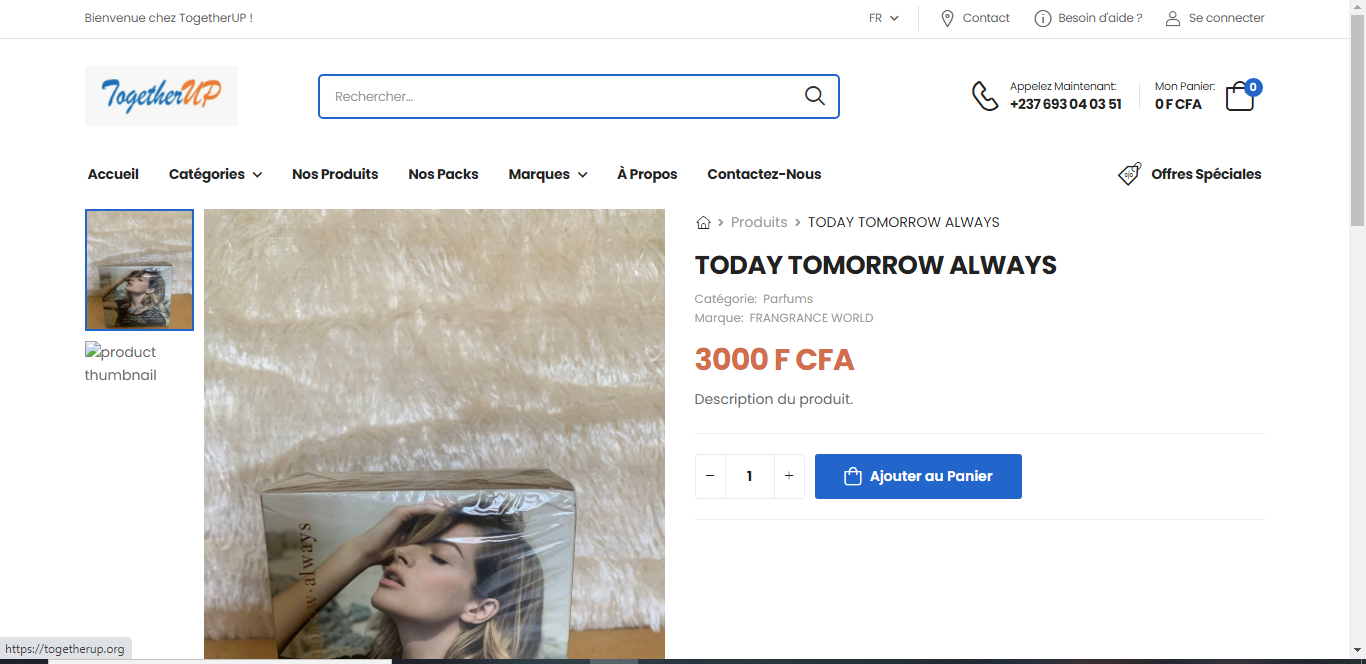 Bienvenue chez TogetherUP !
FR
Contact
Besoin d'aide ?
Se connecter
TogetherUP
Rechercher...
Appelez Maintenant:
+237 693 04 03 51
Mon Panier:
0 F CFA
0
Accueil
Catégories
Nos Produits
Nos Packs
Marques
À Propos
Contactez-Nous
Offres Spéciales
product
thumbnail
always
Produits
TODAY TOMORROW ALWAYS
TODAY TOMORROW ALWAYS
Catégorie: Parfums
Marque: FRANGRANCE WORLD
3000 F CFA
Description du produit.
− 1 +
Ajouter au Panier
https://togetherup.org